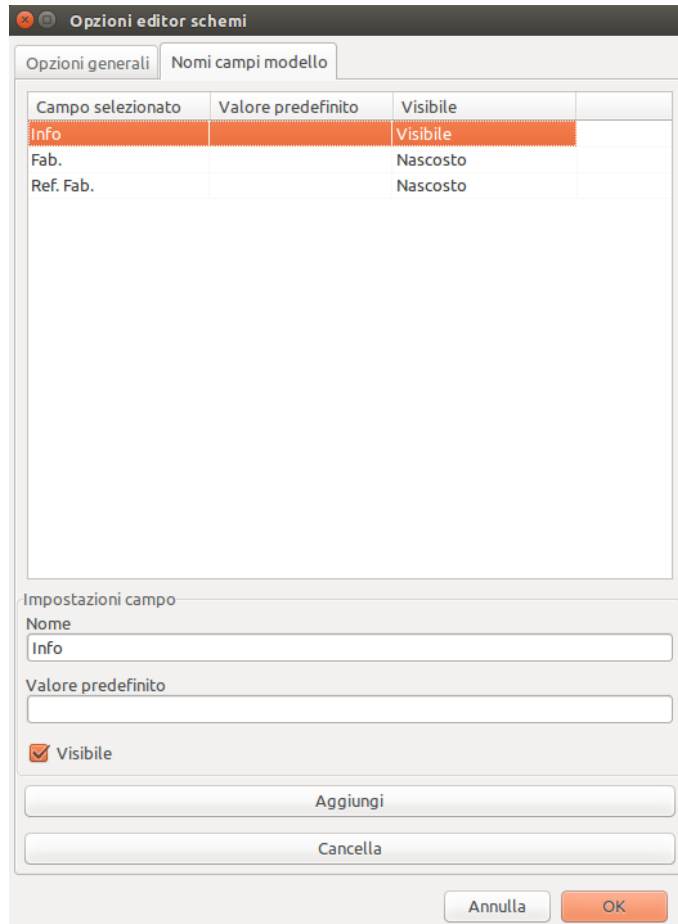 Opzioni editor schemi
Opzioni generali Nomi campi modello
Campo selezionato Valore predefinito Visibile
Info Visibile
Fab. Nascosto
Ref. Fab. Nascosto
Impostazioni campo
Nome
Info
Valore predefinito
Visibile
Aggiungi
Cancella
Annulla OK